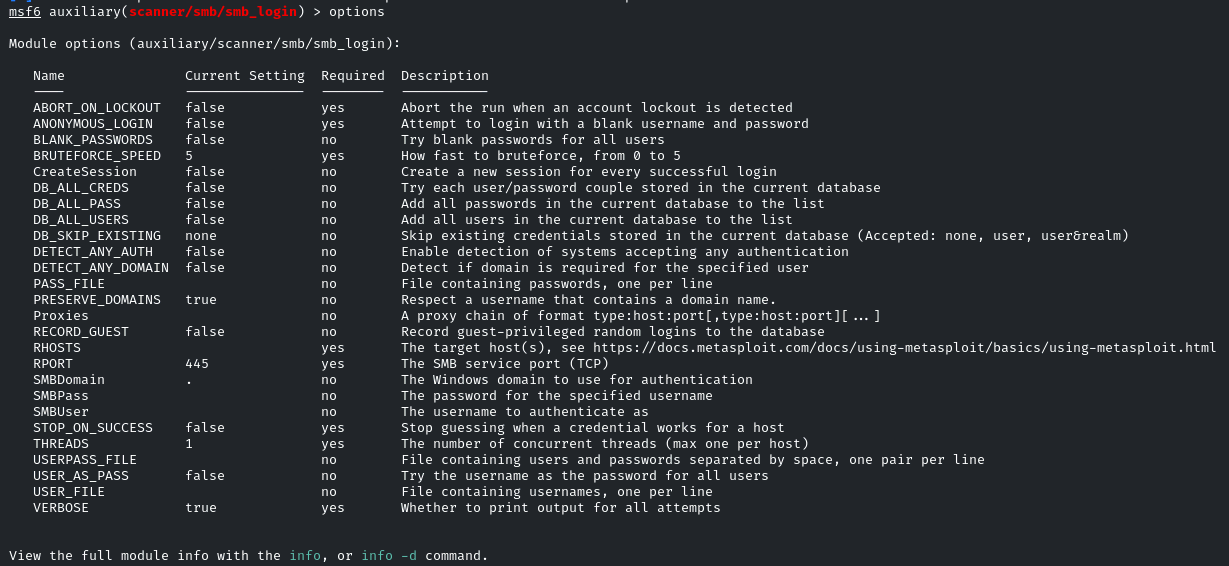 msf6 auxiliary(scanner/smb/smb_login) > options
Module options (auxiliary/scanner/smb/smb_login):
Name Current Setting Required Description
---- --------------- -------- -----------
ABORT_ON_LOCKOUT false yes Abort the run when an account lockout is detected
ANONYMOUS_LOGIN false yes Attempt to login with a blank username and password
BLANK_PASSWORDS false no Try blank passwords for all users
BRUTEFORCE_SPEED 5 yes How fast to bruteforce, from 0 to 5
CreateSession false no Create a new session for every successful login
DB_ALL_CREDS false no Try each user/password couple stored in the current database
DB_ALL_PASS false no Add all passwords in the current database to the list
DB_ALL_USERS false no Add all users in the current database to the list
DB_SKIP_EXISTING none no Skip existing credentials stored in the current database (Accepted: none, user, user&realm)
DETECT_ANY_AUTH false no Enable detection of systems accepting any authentication
DETECT_ANY_DOMAIN false no Detect if domain is required for the specified user
PASS_FILE no File containing passwords, one per line
PRESERVE_DOMAINS true no Respect a username that contains a domain name.
Proxies no A proxy chain of format type:host:port[,type:host:port][...]
RECORD_GUEST false no Record guest-privileged random logins to the database
RHOSTS yes The target host(s), see https://docs.metasploit.com/docs/using-metasploit/basics/using-metasploit.html
RPORT 445 yes The SMB service port (TCP)
SMBDomain . no The Windows domain to use for authentication
SMBPass no The password for the specified username
SMBUser no The username to authenticate as
STOP_ON_SUCCESS false yes Stop guessing when a credential works for a host
THREADS 1 yes The number of concurrent threads (max one per host)
USERPASS_FILE no File containing users and passwords separated by space, one pair per line
USER_AS_PASS false no Try the username as the password for all users
USER_FILE no File containing usernames, one per line
VERBOSE true yes Whether to print output for all attempts
View the full module info with the info, or info -d command.